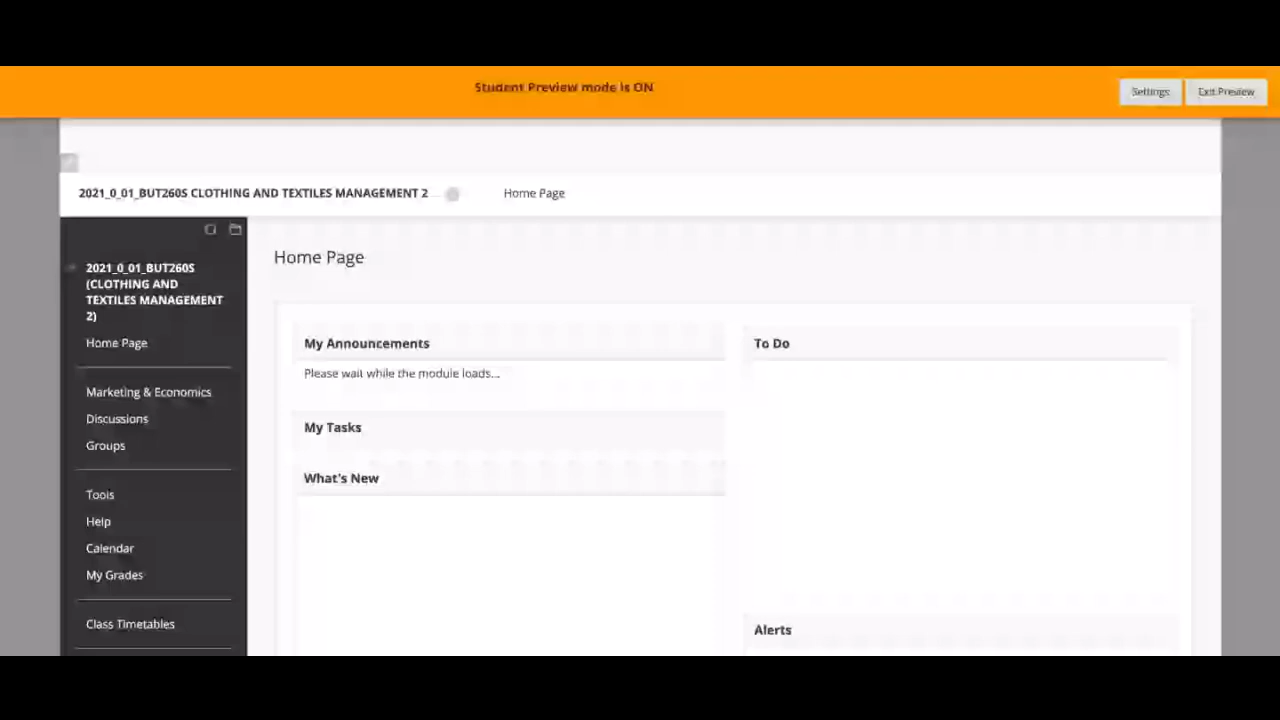 Student Preview mode is ON
Settings
Exit Preview
2021_0_01_BUT260S CLOTHING AND TEXTILES MANAGEMENT 2
Home Page
2021_0_01_BUT260S
(CLOTHING AND
TEXTILES MANAGEMENT
2)
Home Page
Marketing & Economics
Discussions
Groups
Tools
Help
Calendar
My Grades
Class Timetables
Home Page
My Announcements
Please wait while the module loads...
My Tasks
What's New
To Do
Alerts